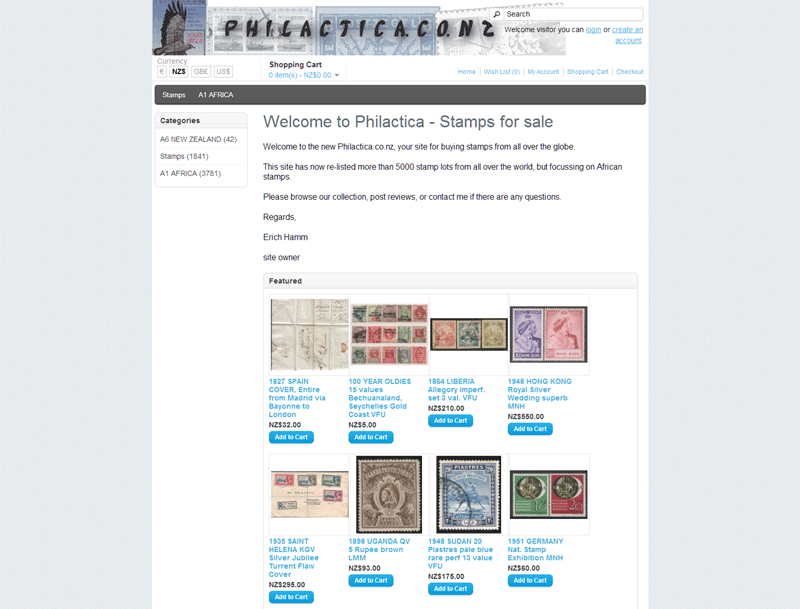 PHILACTICA.CO.NZ
Search
Welcome visitor you can login or create an
account.
Currency
€ NZ$ GB£ US$
Shopping Cart
0 item(s) - NZ$0.00
Home Wish List (0) My Account Shopping Cart Checkout
Stamps A1 AFRICA
Categories
A6 NEW ZEALAND (42)
Stamps (1841)
A1 AFRICA (3781)
Welcome to Philactica - Stamps for sale
Welcome to the new Philactica.co.nz, your site for buying stamps from all over the globe.
This site has now re-listed more than 5000 stamp lots from all over the world, but focussing on African
stamps.
Please browse our collection, post reviews, or contact me if there are any questions.
Regards,
Erich Hamm
site owner
Featured
1827 SPAIN
COVER, Entire
from Madrid via
Bayonne to
London
NZ$32.00
Add to Cart
100 YEAR OLDIES
15 values
Bechuanaland,
Seychelles Gold
Coast VFU
NZ$5.00
Add to Cart
1864 LIBERIA
Allegory imperf.
set 3 val. VFU
NZ$210.00
Add to Cart
1948 HONG KONG
Royal Silver
Wedding superb
MNH
NZ$550.00
Add to Cart
PIASTRES
10 20
1935 SAINT
HELENA KGV
Silver Jubilee
Turrent Flaw
Cover
NZ$295.00
Add to Cart
1898 UGANDA QV
5 Rupee brown
LMM
NZ$93.00
Add to Cart
1948 SUDAN 20
Piastres pale blue
rare perf 13 value
VFU
NZ$175.00
Add to Cart
1951 GERMANY
Nat. Stamp
Exhibition MNH
NZ$60.00
Add to Cart